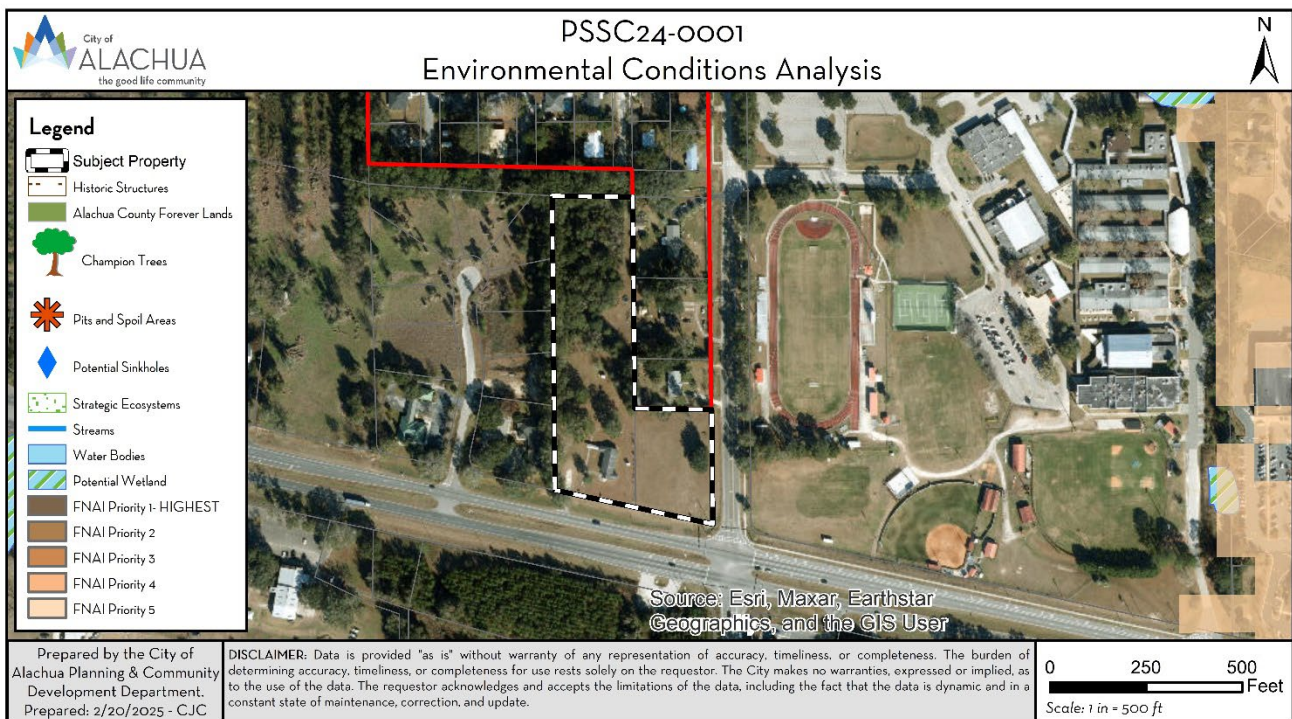 City of
ALACHUA
the good life community
PSSC24-0001
Environmental Conditions Analysis
N
Legend
Subject Property
Historic Structures
Alachua County Forever Lands
Champion Trees
Pits and Spoil Areas
Potential Sinkholes
Strategic Ecosystems
Streams
Water Bodies
Potential Wetland
FNAI Priority 1- HIGHEST
FNAI Priority 2
FNAI Priority 3
FNAI Priority 4
FNAI Priority 5
Source: Esri, Maxar, Earthstar
Geographics, and the GIS User
Prepared by the City of
Alachua Planning & Community
Development Department.
Prepared: 2/20/2025 - CJC
DISCLAIMER: Data is provided "as is" without warranty of any representation of accuracy, timeliness, or completeness. The burden of
determining accuracy, timeliness, or completeness for use rests solely on the requestor. The City makes no warranties, expressed or implied, as
to the use of the data. The requestor acknowledges and accepts the limitations of the data, including the fact that the data is dynamic and in a
constant state of maintenance, correction, and update.
0 250 500
Feet
Scale: 1 in = 500 ft